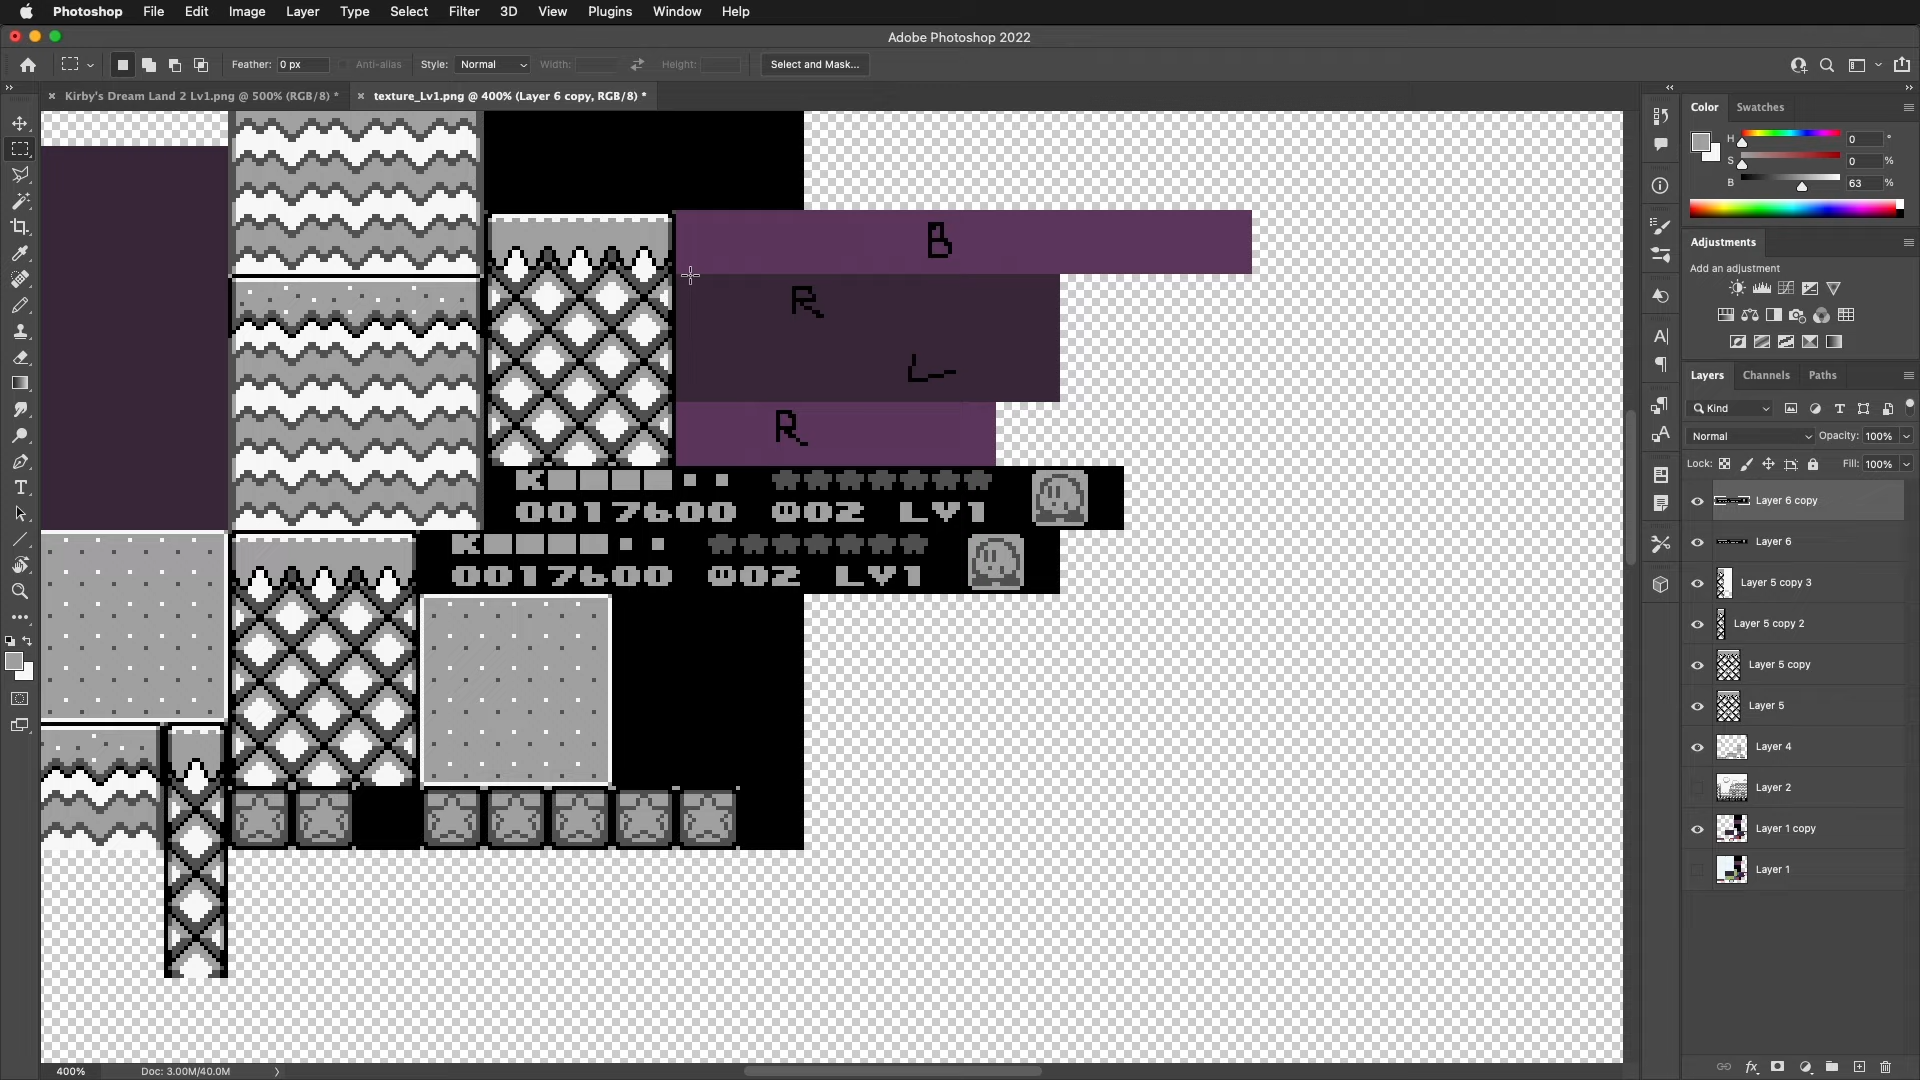 Photoshop File Edit Image Layer Type Select Filter 3D View Plugins Window Help
Adobe Photoshop 2022
Feather: 0 px Anti-alias Style: Normal Width: Height: Select and Mask...
Kirby's Dream Land 2 Lv1.png @ 500% (RGB/8) * texture_Lv1.png @ 400% (Layer 6 copy, RGB/8) *
Color Swatches
H 0 °
S 0 %
B 63 %
Adjustments
Add an adjustment
Layers Channels Paths
Kind
Normal Opacity: 100%
Lock: Fill: 100%
Layer 6 copy
Layer 6
Layer 5 copy 3
Layer 5 copy 2
Layer 5 copy
Layer 5
Layer 4
Layer 2
Layer 1 copy
Layer 1
B
R
L
R
K
0017600 02 LV1
K
0017600 02 LV1
400% Doc: 3.00M/40.0M